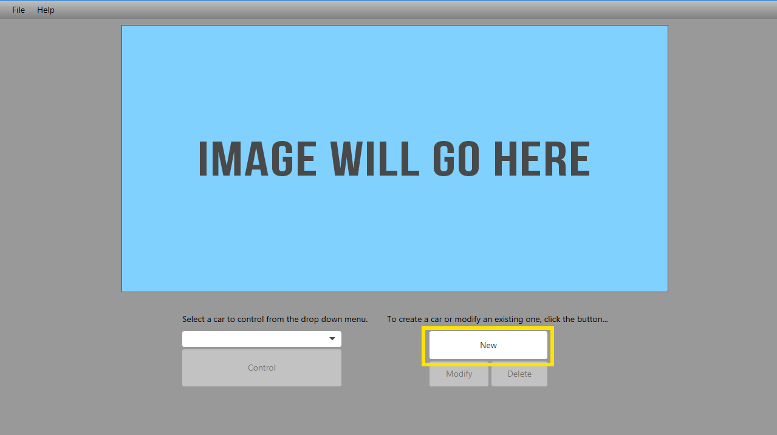 File Help
IMAGE WILL GO HERE
Select a car to control from the drop down menu.
To create a car or modify an existing one, click the button...
New
Control
Modify Delete